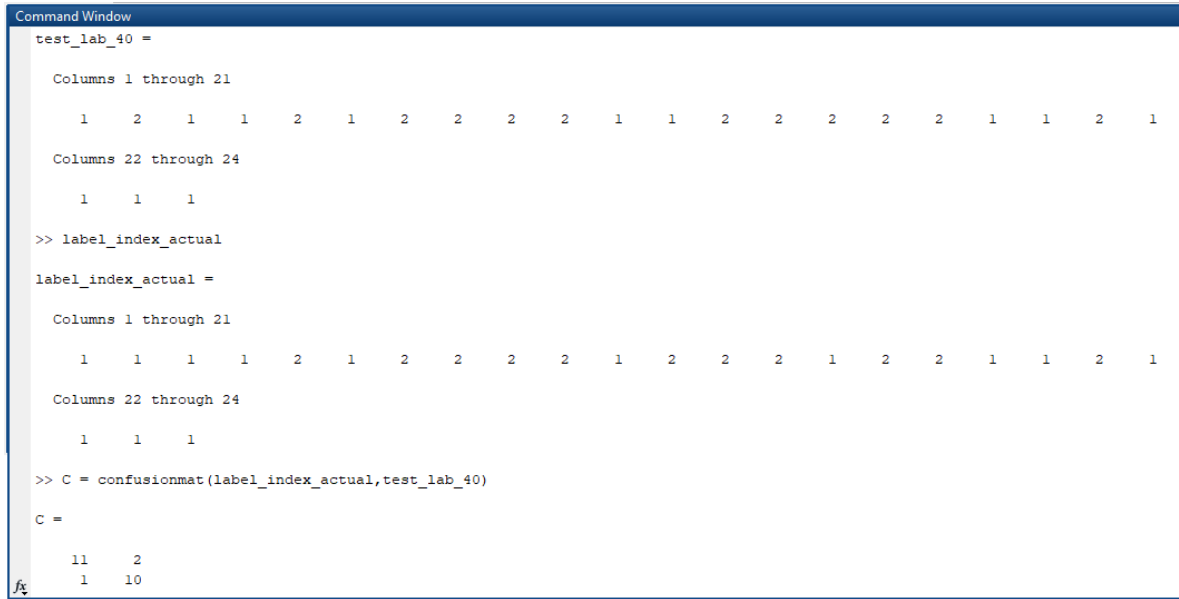 Command Window
test_lab_40 =
Columns 1 through 21
1 2 1 1 2 1 2 2 2 2 1 1 2 2 2 2 2 1 1 2 1
Columns 22 through 24
1 1 1
>> label_index_actual
label_index_actual =
Columns 1 through 21
1 1 1 1 2 1 2 2 2 2 1 2 2 2 1 2 2 1 1 2 1
Columns 22 through 24
1 1 1
>> C = confusionmat(label_index_actual,test_lab_40)
C =
11 2
1 10
fx